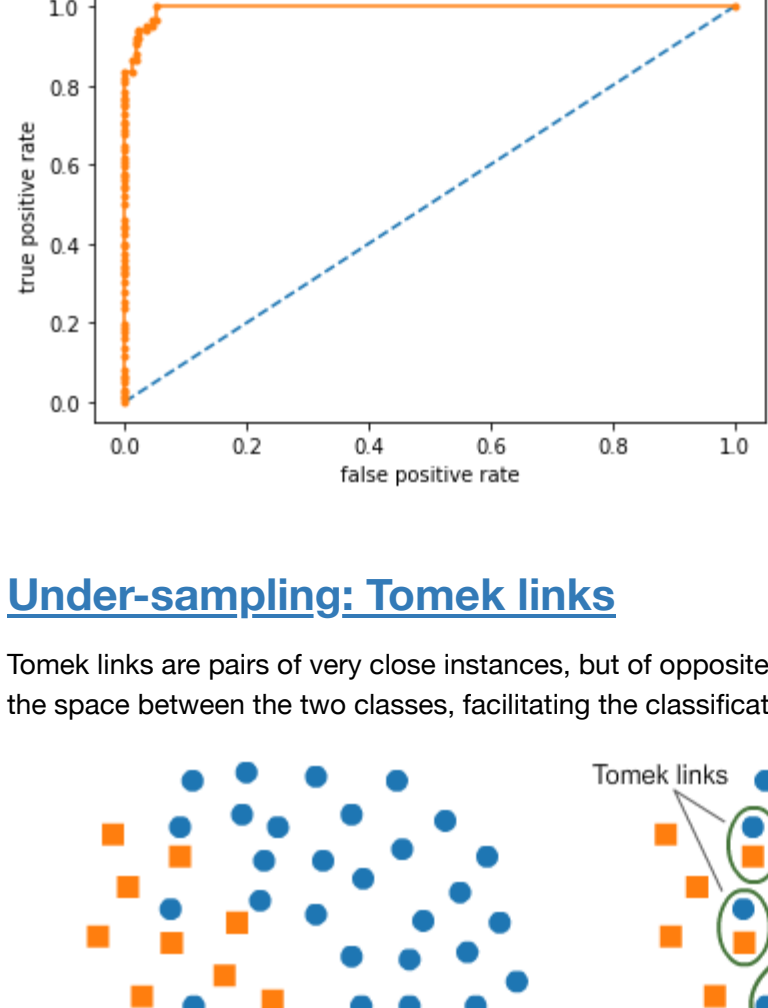 1.0
0.8
0.6
0.4
0.2
0.0
true positive rate
0.0 0.2 0.4 0.6 0.8 1.0
false positive rate
Under-sampling: Tomek links
Tomek links are pairs of very close instances, but of opposite
the space between the two classes, facilitating the classificat
Tomek links